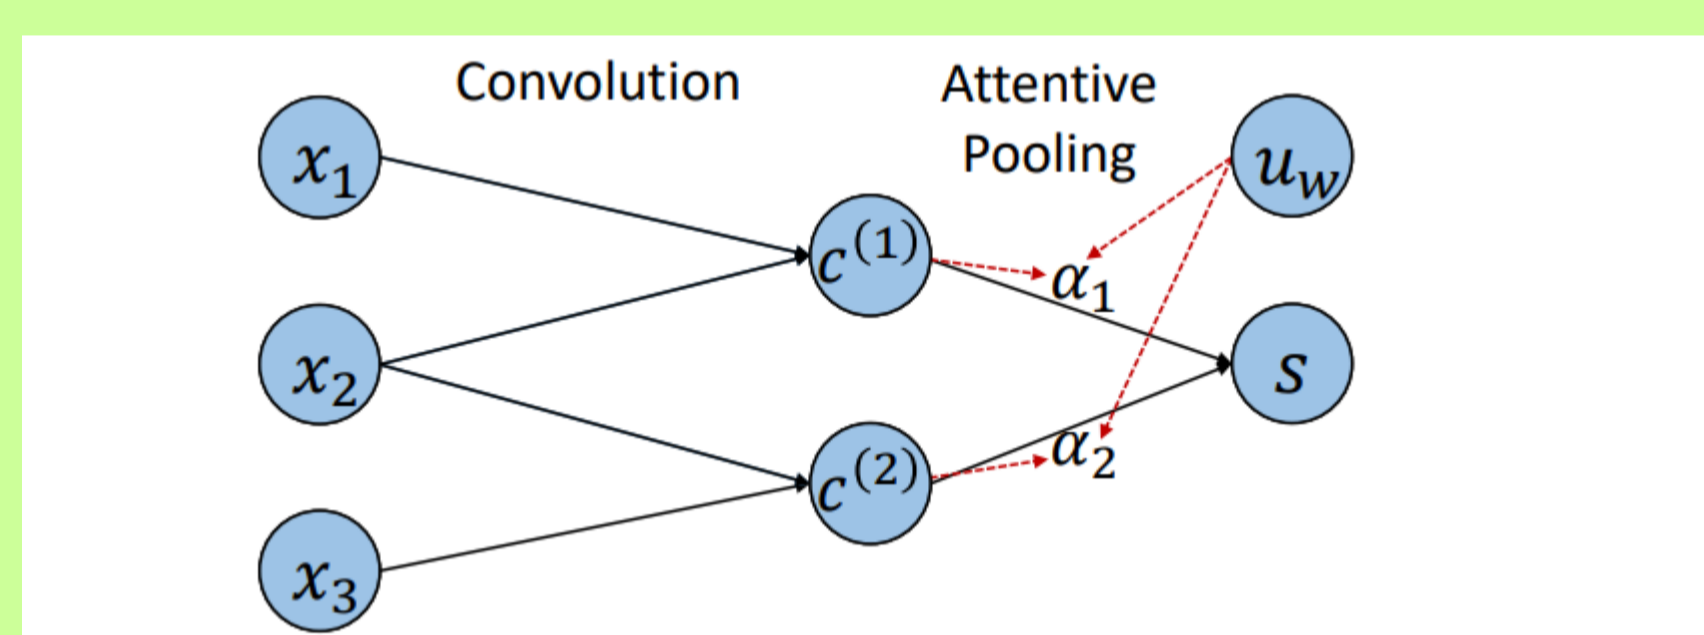 Convolution
Attentive
Pooling
x₁
x₂
x₃
c⁽¹⁾
c⁽²⁾
α₁
α₂
u_w
s